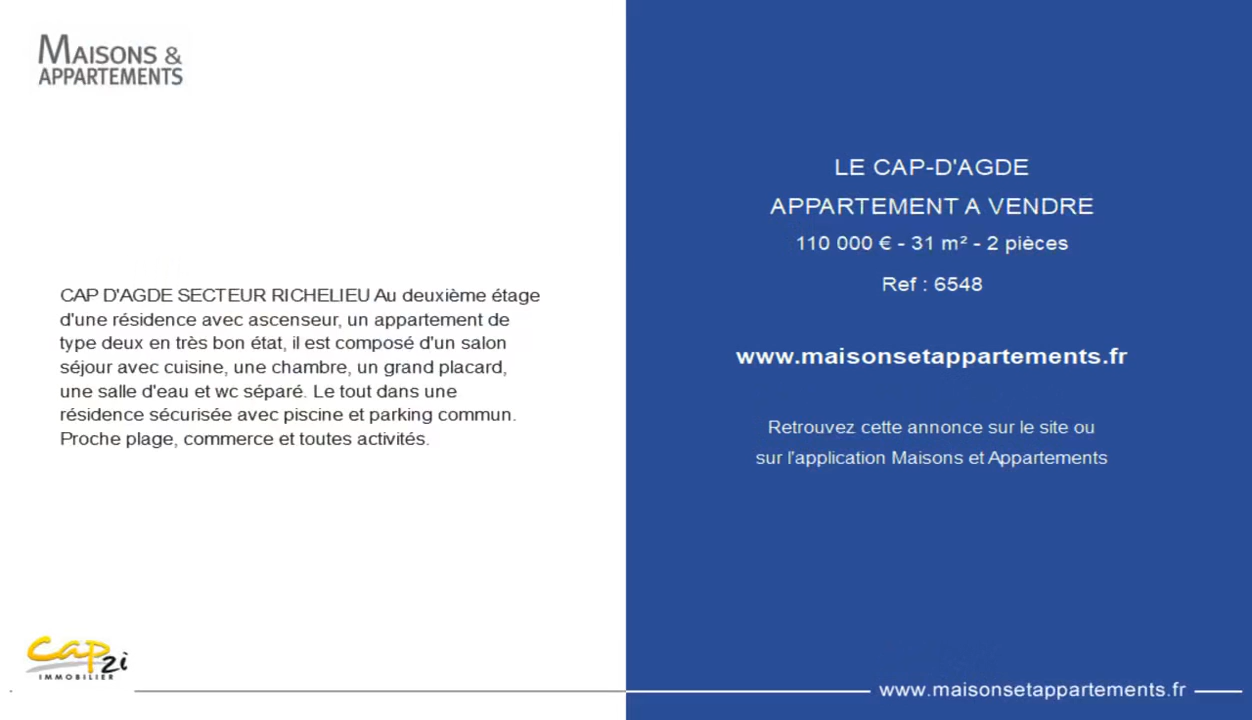 MAISONS &
APPARTEMENTS
CAP D'AGDE SECTEUR RICHELIEU Au deuxième étage
d'une résidence avec ascenseur, un appartement de
type deux en très bon état, il est composé d'un salon
séjour avec cuisine, une chambre, un grand placard,
une salle d'eau et wc séparé. Le tout dans une
résidence sécurisée avec piscine et parking commun.
Proche plage, commerce et toutes activités.
cap 2i
IMMOBILIER
LE CAP-D'AGDE
APPARTEMENT A VENDRE
110 000 € - 31 m² - 2 pièces
Ref : 6548
www.maisonsetappartements.fr
Retrouvez cette annonce sur le site ou
sur l'application Maisons et Appartements
www.maisonsetappartements.fr